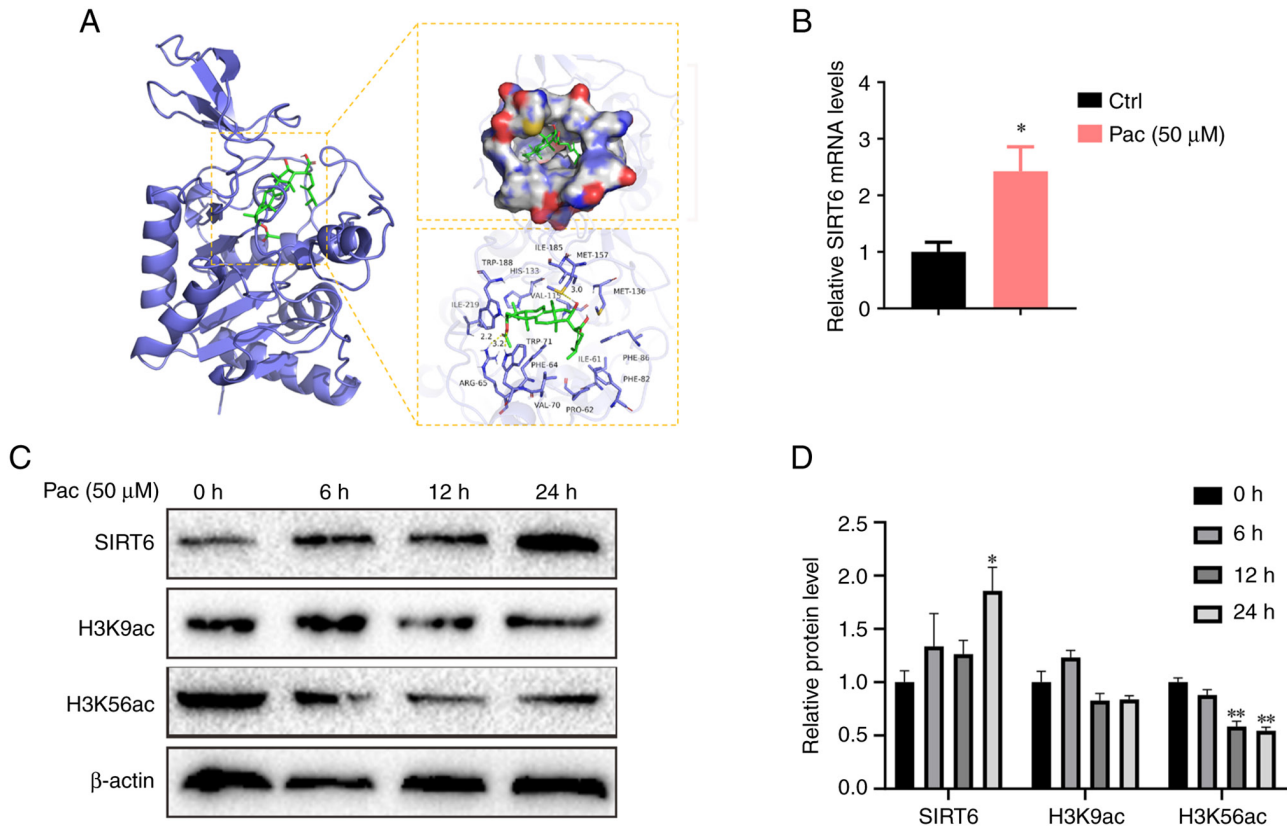 A
ILE-185
MET-157
TRP-188
HIS-133
3.0
MET-136
ILE-219
2.2
3.2
TRP-71
PHE-64
ILE-61
PHE-86
ARG-65
PHE-82
VAL-70
PRO-62
B
Relative SIRT6 mRNA levels
4
3
2
1
0
*
Ctrl
Pac (50 μM)
C
Pac (50 μM) 0 h 6 h 12 h 24 h
SIRT6
H3K9ac
H3K56ac
β-actin
D
0 h
6 h
12 h
24 h
Relative protein level
2.5
2.0
1.5
1.0
0.5
0.0
*
** **
SIRT6 H3K9ac H3K56ac